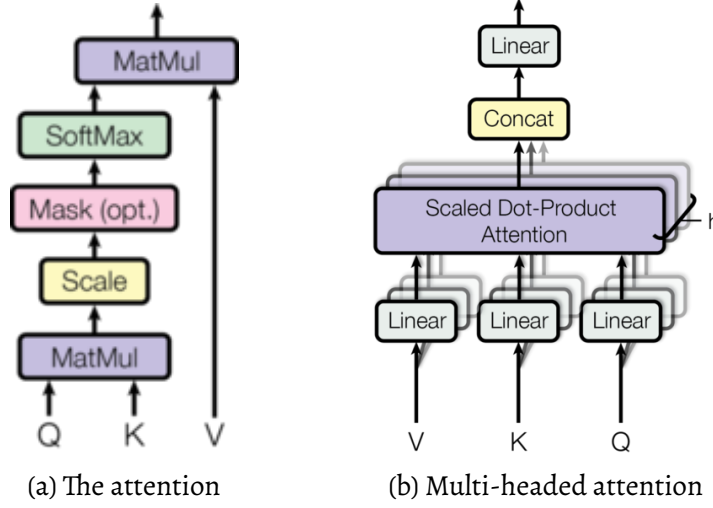 MatMul
SoftMax
Mask (opt.)
Scale
MatMul
Q K V
(a) The attention
Linear
Concat
Scaled Dot-Product
Attention
h
Linear Linear Linear
V K Q
(b) Multi-headed attention